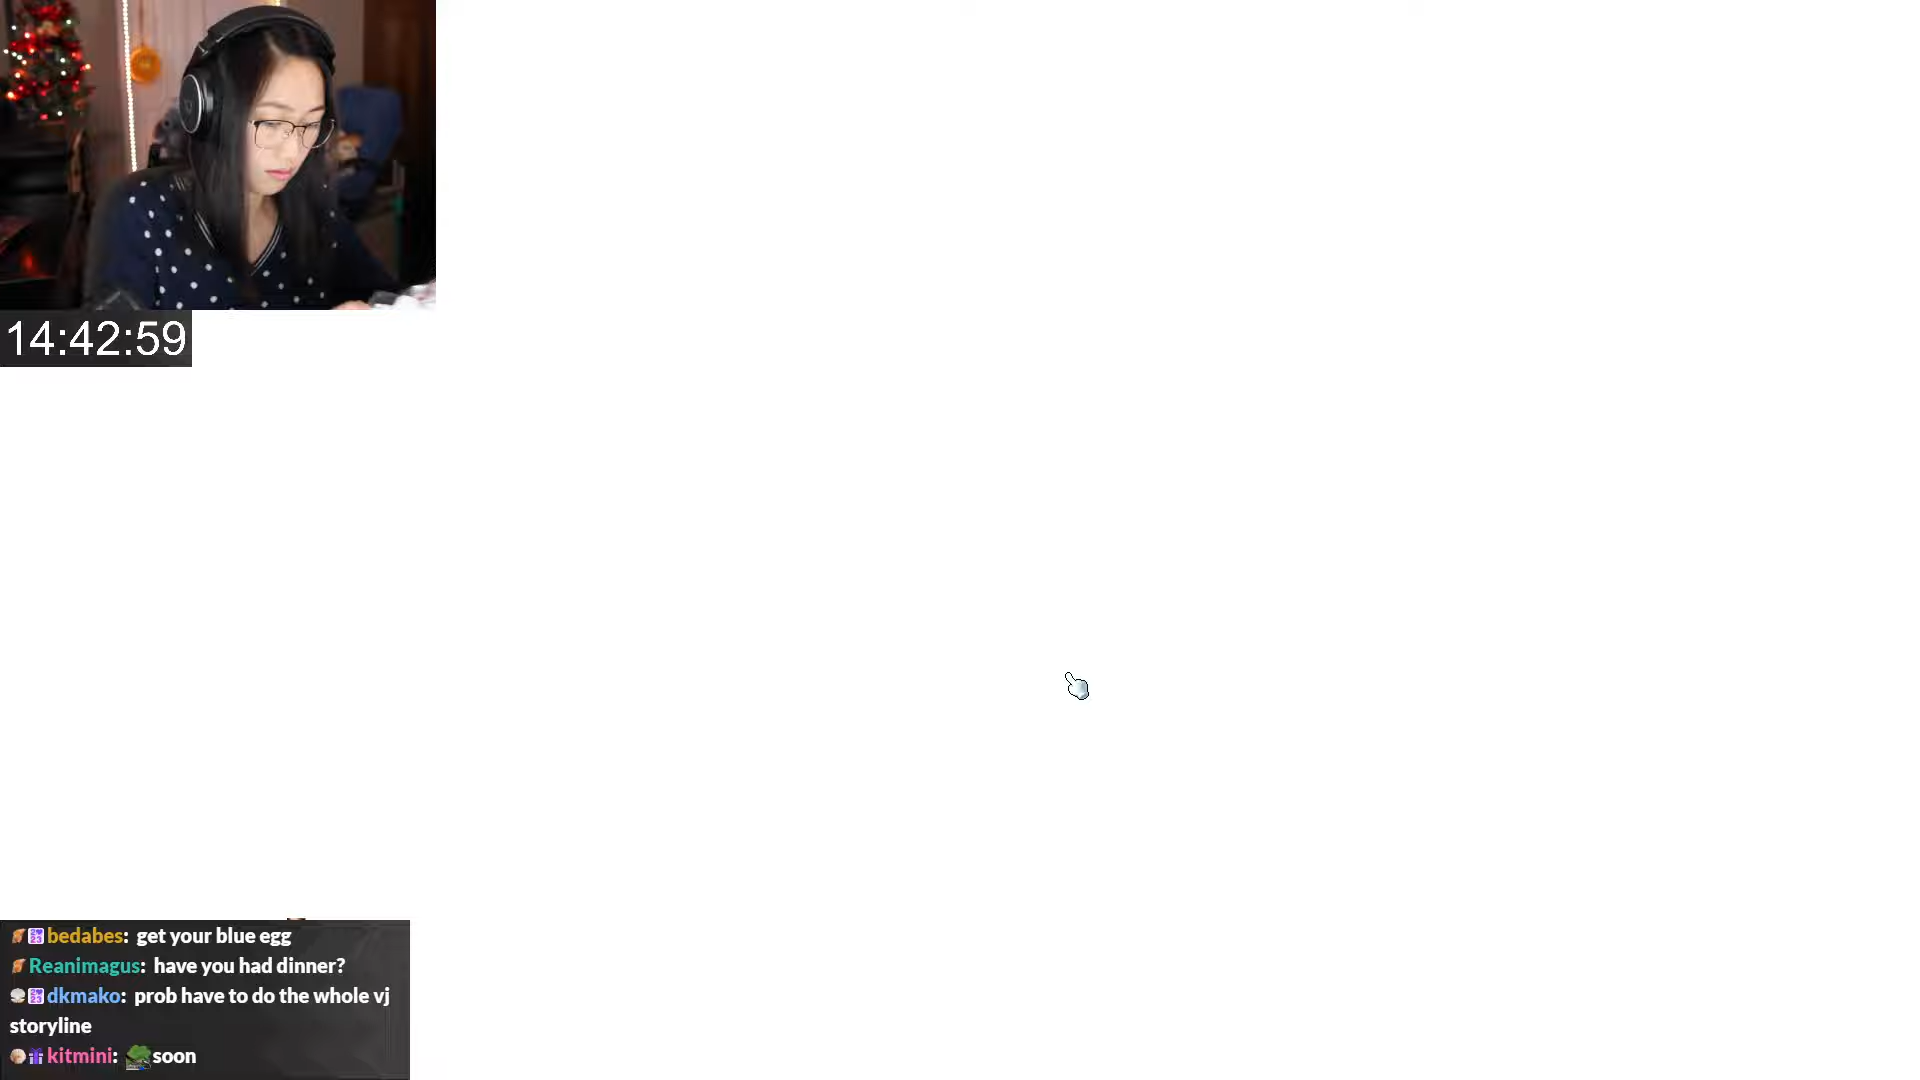 14:42:59
bedabes: get your blue egg
Reanimagus: have you had dinner?
dkmako: prob have to do the whole vj
storyline
kitmini: soon